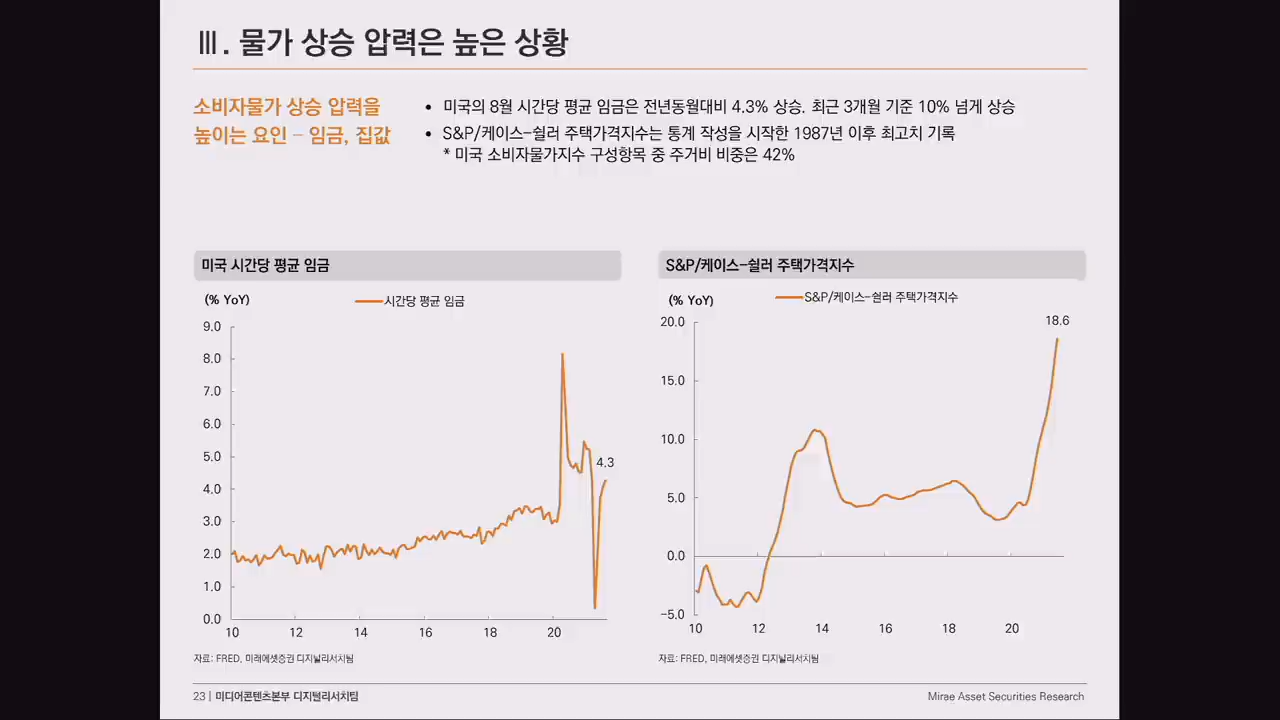 Ⅲ. 물가 상승 압력은 높은 상황
소비자물가 상승 압력을
높이는 요인 – 임금, 집값
• 미국의 8월 시간당 평균 임금은 전년동월대비 4.3% 상승. 최근 3개월 기준 10% 넘게 상승
• S&P/케이스-쉴러 주택가격지수는 통계 작성을 시작한 1987년 이후 최고치 기록
* 미국 소비자물가지수 구성항목 중 주거비 비중은 42%
미국 시간당 평균 임금
(% YoY)
시간당 평균 임금
9.0
8.0
7.0
6.0
5.0
4.0
3.0
2.0
1.0
0.0
4.3
10 12 14 16 18 20
자료: FRED, 미래에셋증권 디지털리서치팀
S&P/케이스-쉴러 주택가격지수
(% YoY)
S&P/케이스-쉴러 주택가격지수
20.0
15.0
10.0
5.0
0.0
-5.0
18.6
10 12 14 16 18 20
자료: FRED, 미래에셋증권 디지털리서치팀
23 | 미디어콘텐츠본부 디지털리서치팀
Mirae Asset Securities Research